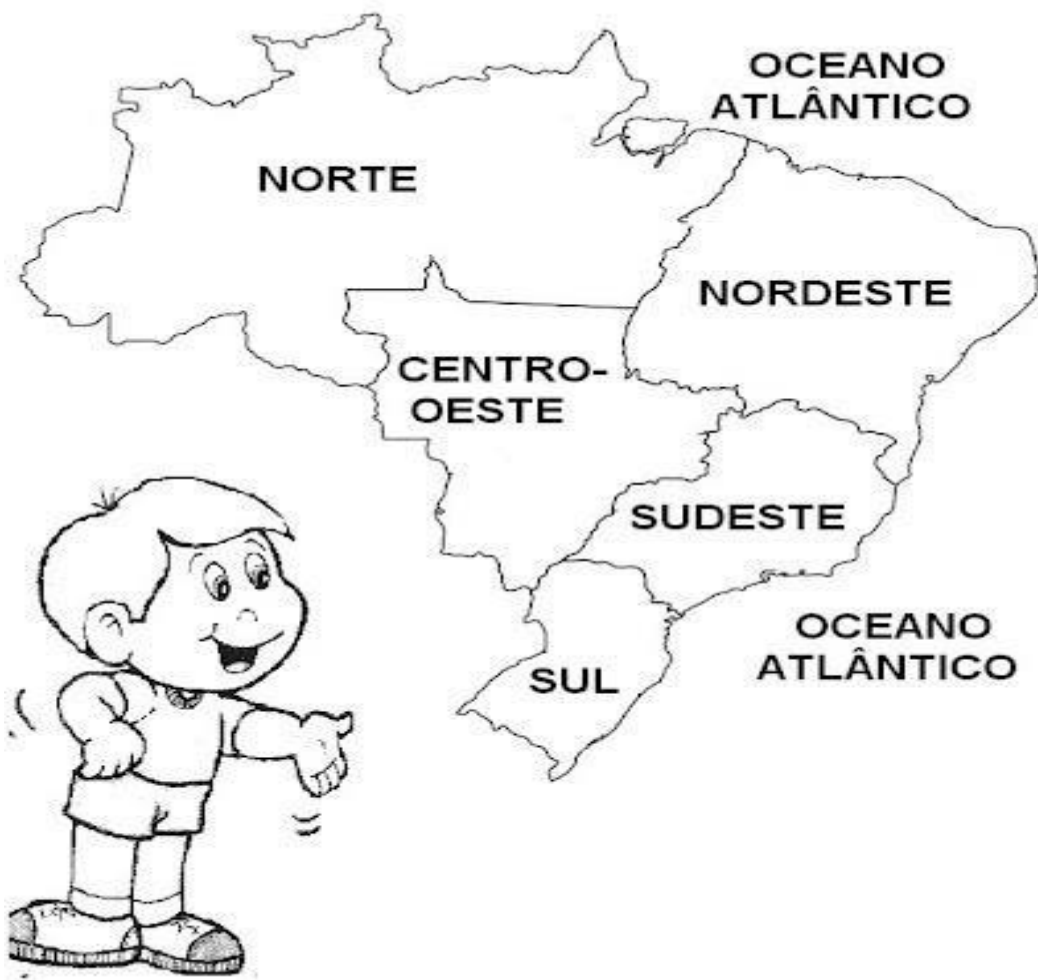 OCEANO
ATLÂNTICO
NORTE
NORDESTE
CENTRO-
OESTE
SUDESTE
OCEANO
ATLÂNTICO
SUL